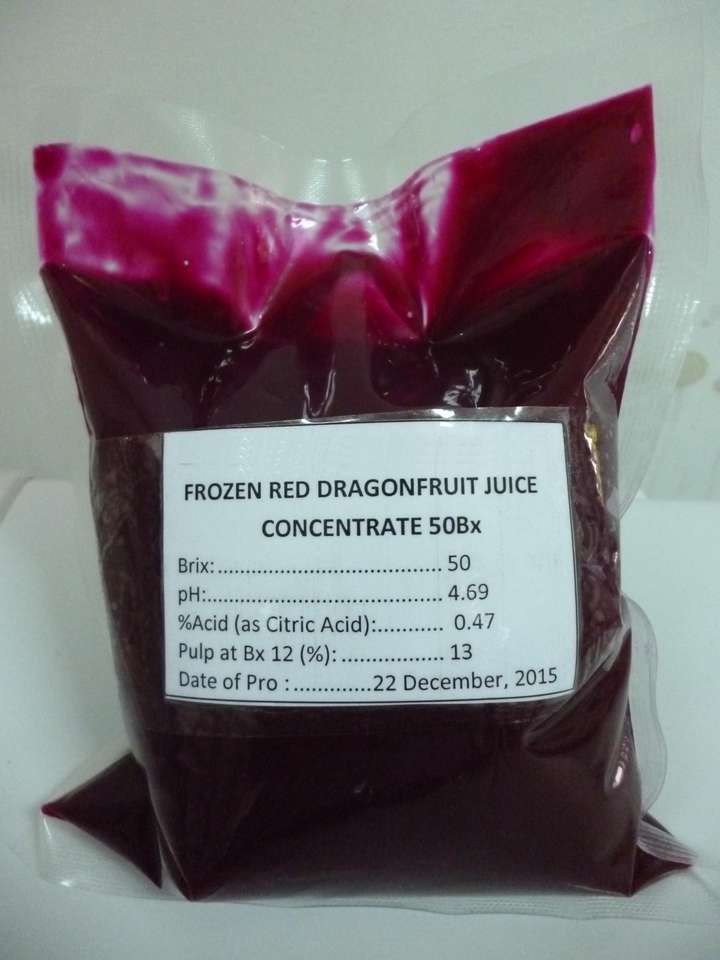 FROZEN RED DRAGONFRUIT JUICE
CONCENTRATE 50Bx
Brix:..................................... 50
pH:....................................... 4.69
%Acid (as Citric Acid):........... 0.47
Pulp at Bx 12 (%): ................. 13
Date of Pro : .............22 December, 2015